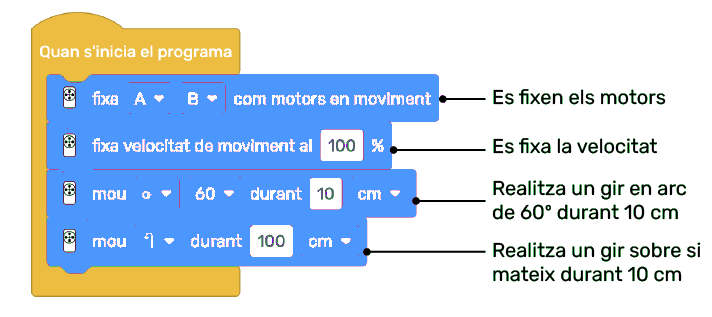 Quan s'inicia el programa
fixa A B com motors en moviment
Es fixen els motors
fixa velocitat de moviment al 100 %
Es fixa la velocitat
mou 60 durant 10 cm
Realitza un gir en arc
de 60º durant 10 cm
mou durant 100 cm
Realitza un gir sobre si
mateix durant 10 cm